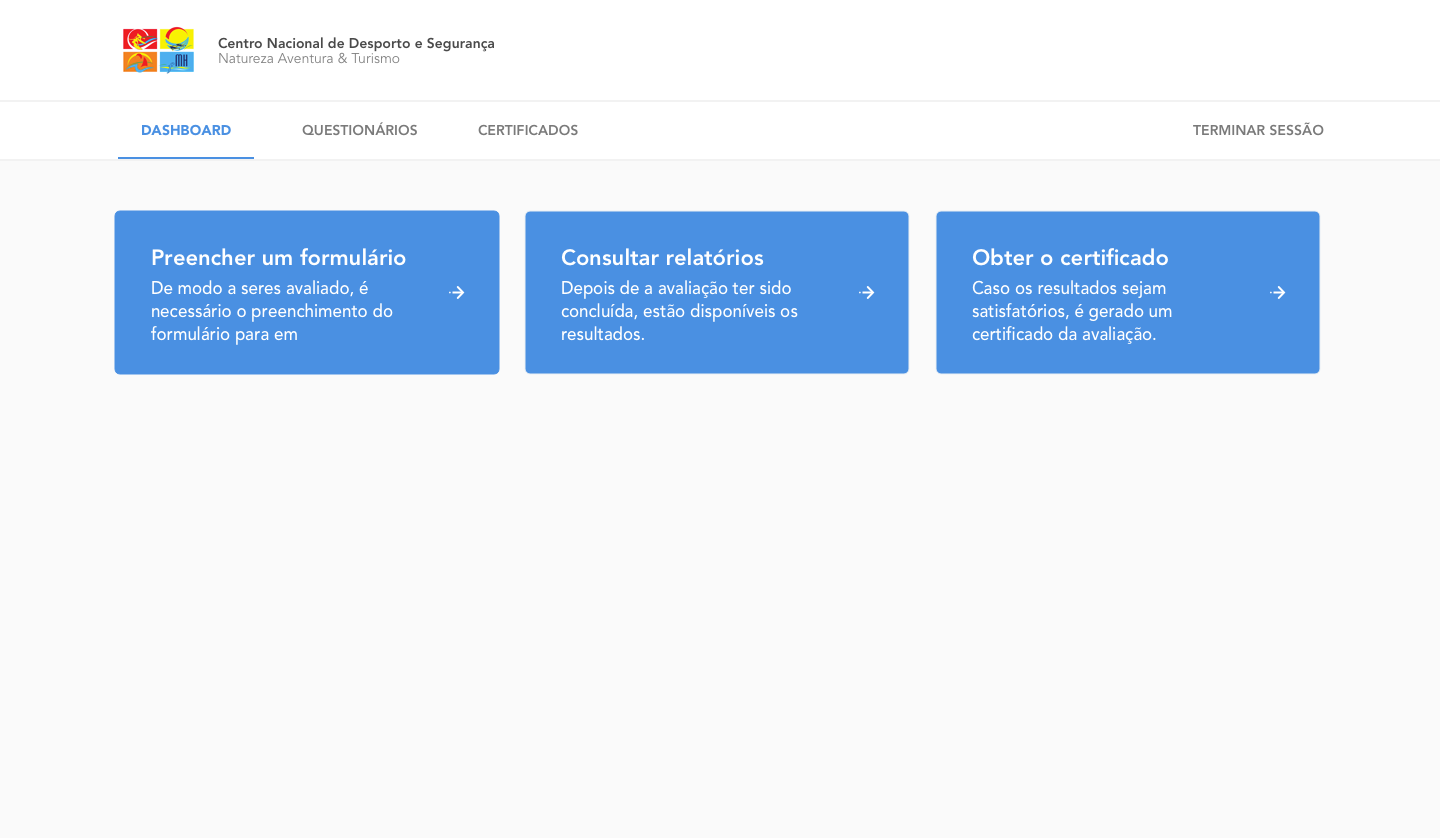 MH
Centro Nacional de Desporto e Segurança
Natureza Aventura & Turismo
DASHBOARD
QUESTIONÁRIOS
CERTIFICADOS
TERMINAR SESSÃO
Preencher um formulário
De modo a seres avaliado, é
necessário o preenchimento do
formulário para em
Consultar relatórios
Depois de a avaliação ter sido
concluída, estão disponíveis os
resultados.
Obter o certificado
Caso os resultados sejam
satisfatórios, é gerado um
certificado da avaliação.